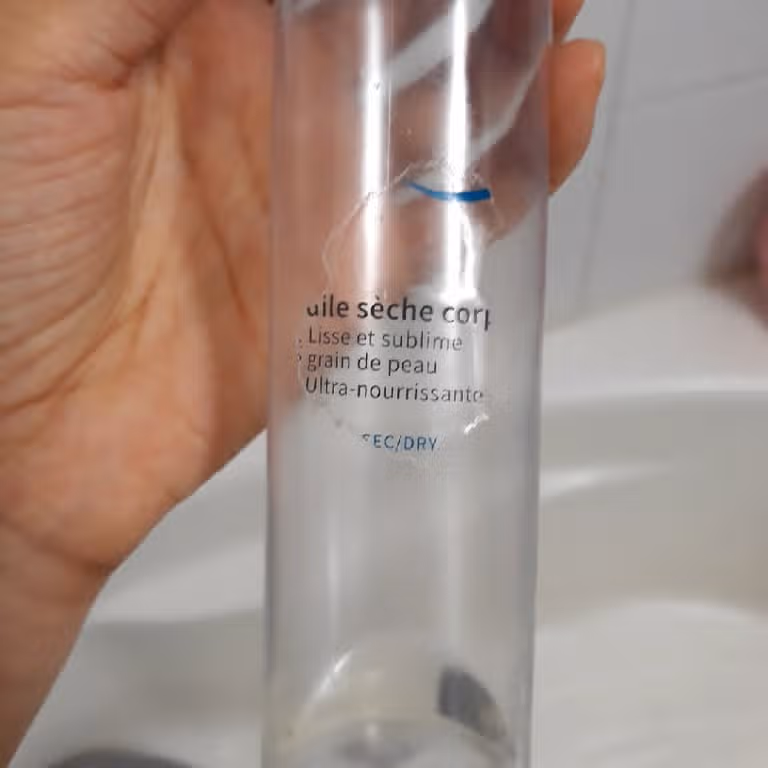 uile sèche corp
Lisse et sublime
grain de peau
Ultra-nourrissante
SEC/DRY